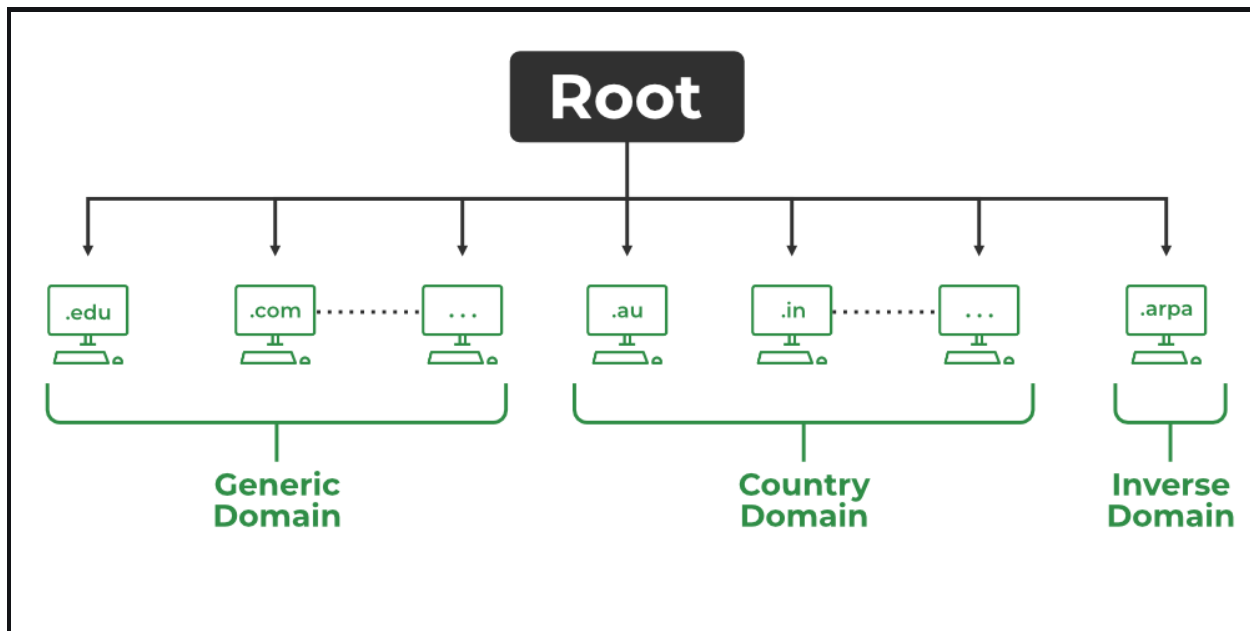 Root
.edu
.com
...
.au
.in
...
.arpa
Generic
Domain
Country
Domain
Inverse
Domain